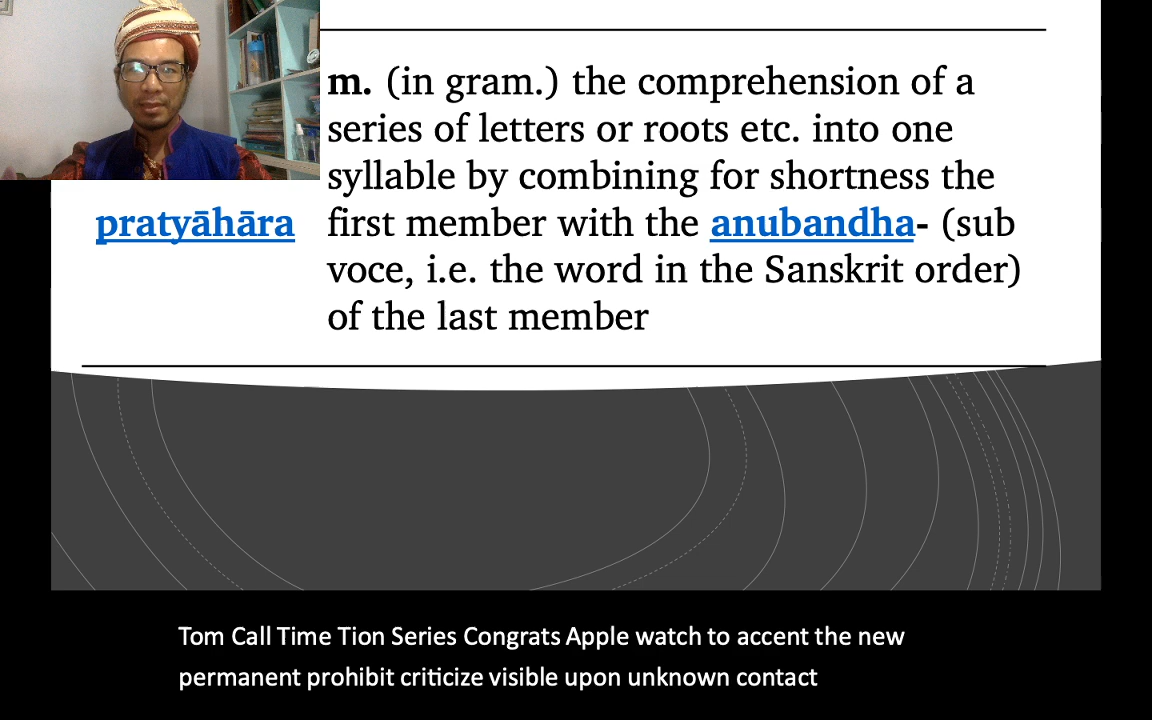 m. (in gram.) the comprehension of a
series of letters or roots etc. into one
syllable by combining for shortness the
pratyāhāra first member with the anubandha- (sub
voce, i.e. the word in the Sanskrit order)
of the last member
Tom Call Time Tion Series Congrats Apple watch to accent the new
permanent prohibit criticize visible upon unknown contact